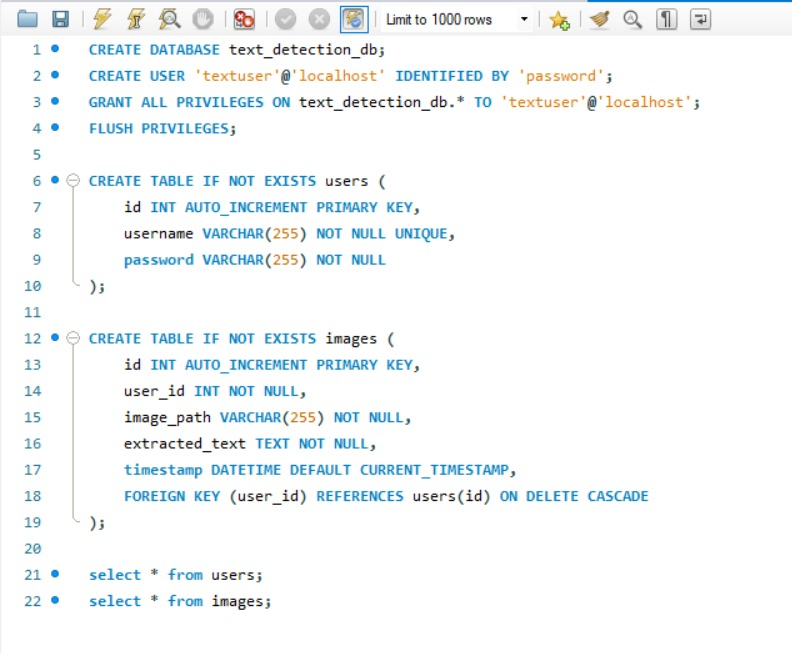 Limit to 1000 rows
1 CREATE DATABASE text_detection_db;
2 CREATE USER 'textuser'@'localhost' IDENTIFIED BY 'password';
3 GRANT ALL PRIVILEGES ON text_detection_db.* TO 'textuser'@'localhost';
4 FLUSH PRIVILEGES;
5
6 CREATE TABLE IF NOT EXISTS users (
7 id INT AUTO_INCREMENT PRIMARY KEY,
8 username VARCHAR(255) NOT NULL UNIQUE,
9 password VARCHAR(255) NOT NULL
10 );
11
12 CREATE TABLE IF NOT EXISTS images (
13 id INT AUTO_INCREMENT PRIMARY KEY,
14 user_id INT NOT NULL,
15 image_path VARCHAR(255) NOT NULL,
16 extracted_text TEXT NOT NULL,
17 timestamp DATETIME DEFAULT CURRENT_TIMESTAMP,
18 FOREIGN KEY (user_id) REFERENCES users(id) ON DELETE CASCADE
19 );
20
21 select * from users;
22 select * from images;